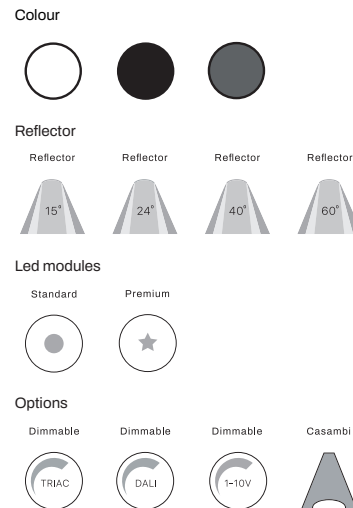 Colour
Reflector
Reflector Reflector Reflector Reflector
15° 24° 40° 60°
Led modules
Standard Premium
Options
Dimmable Dimmable Dimmable Casambi
TRIAC DALI 1-10V